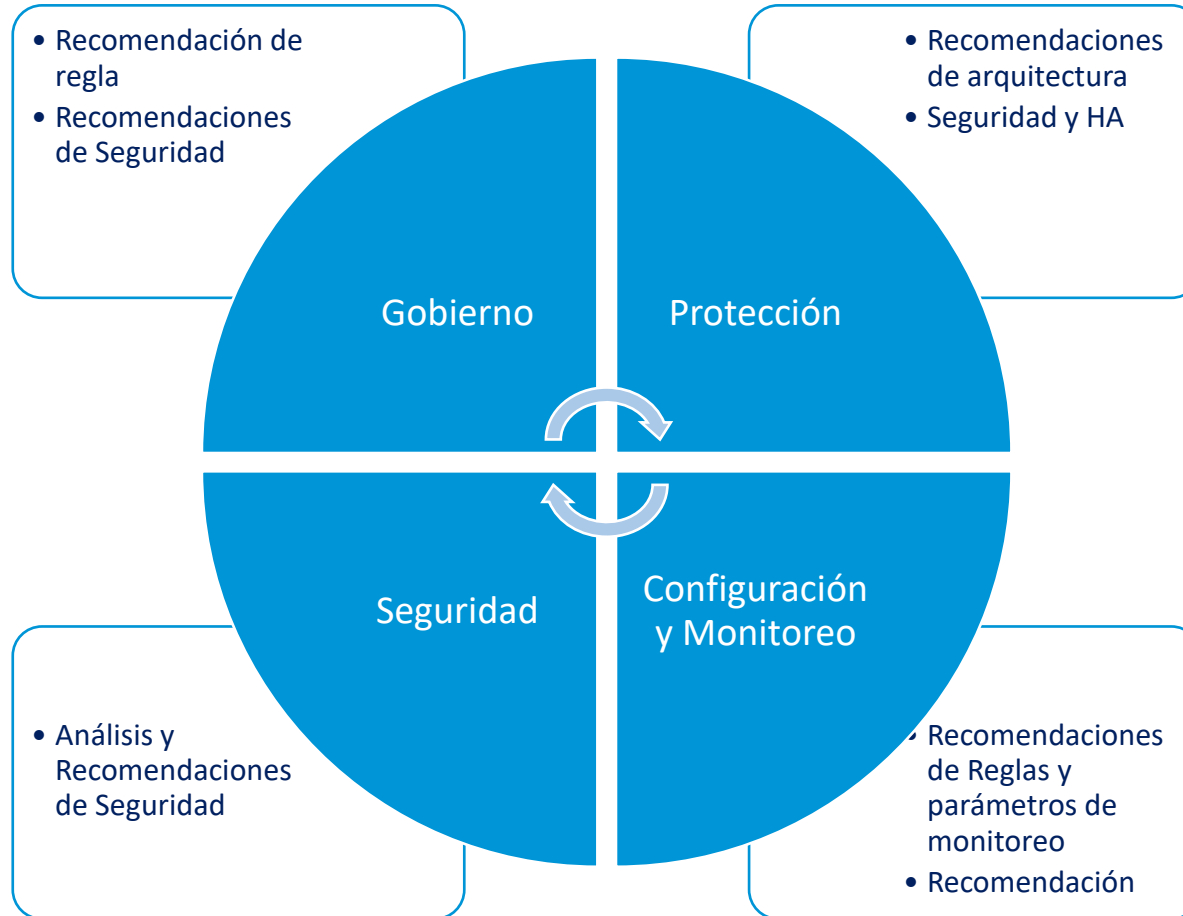 • Recomendación de
regla
• Recomendaciones
de Seguridad
• Recomendaciones
de arquitectura
• Seguridad y HA
Gobierno
Protección
Seguridad
Configuración
y Monitoreo
• Análisis y
Recomendaciones
de Seguridad
• Recomendaciones
de Reglas y
parámetros de
monitoreo
• Recomendación